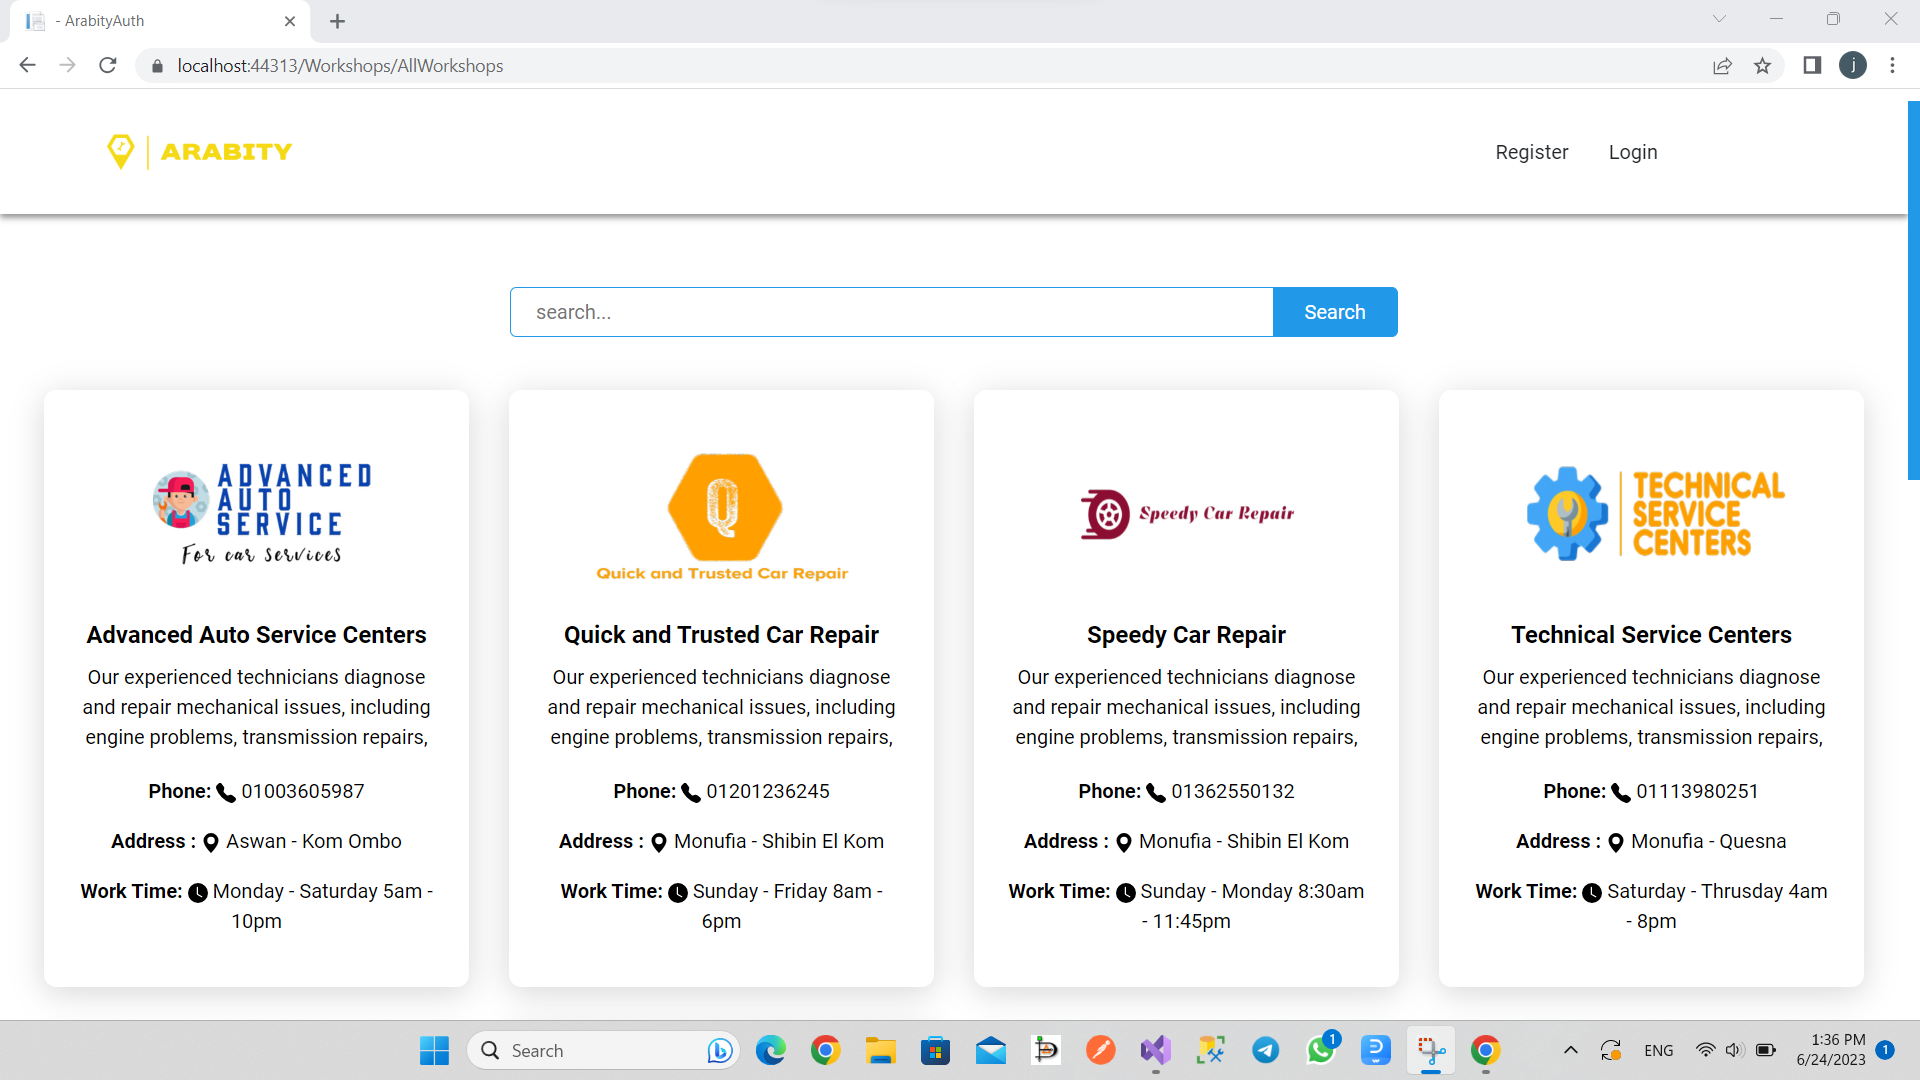 - ArabityAuth
localhost:44313/Workshops/AllWorkshops
j
ARABITY
Register
Login
search...
Search
ADVANCED
AUTO
SERVICE
For car services
Advanced Auto Service Centers
Our experienced technicians diagnose
and repair mechanical issues, including
engine problems, transmission repairs,
Phone: 01003605987
Address : Aswan - Kom Ombo
Work Time: Monday - Saturday 5am -
10pm
Q
Quick and Trusted Car Repair
Quick and Trusted Car Repair
Our experienced technicians diagnose
and repair mechanical issues, including
engine problems, transmission repairs,
Phone: 01201236245
Address : Monufia - Shibin El Kom
Work Time: Sunday - Friday 8am -
6pm
Speedy Car Repair
Speedy Car Repair
Our experienced technicians diagnose
and repair mechanical issues, including
engine problems, transmission repairs,
Phone: 01362550132
Address : Monufia - Shibin El Kom
Work Time: Sunday - Monday 8:30am
- 11:45pm
TECHNICAL
SERVICE
CENTERS
Technical Service Centers
Our experienced technicians diagnose
and repair mechanical issues, including
engine problems, transmission repairs,
Phone: 01113980251
Address : Monufia - Quesna
Work Time: Saturday - Thrusday 4am
- 8pm
Search
1
ENG
1:36 PM
6/24/2023
1